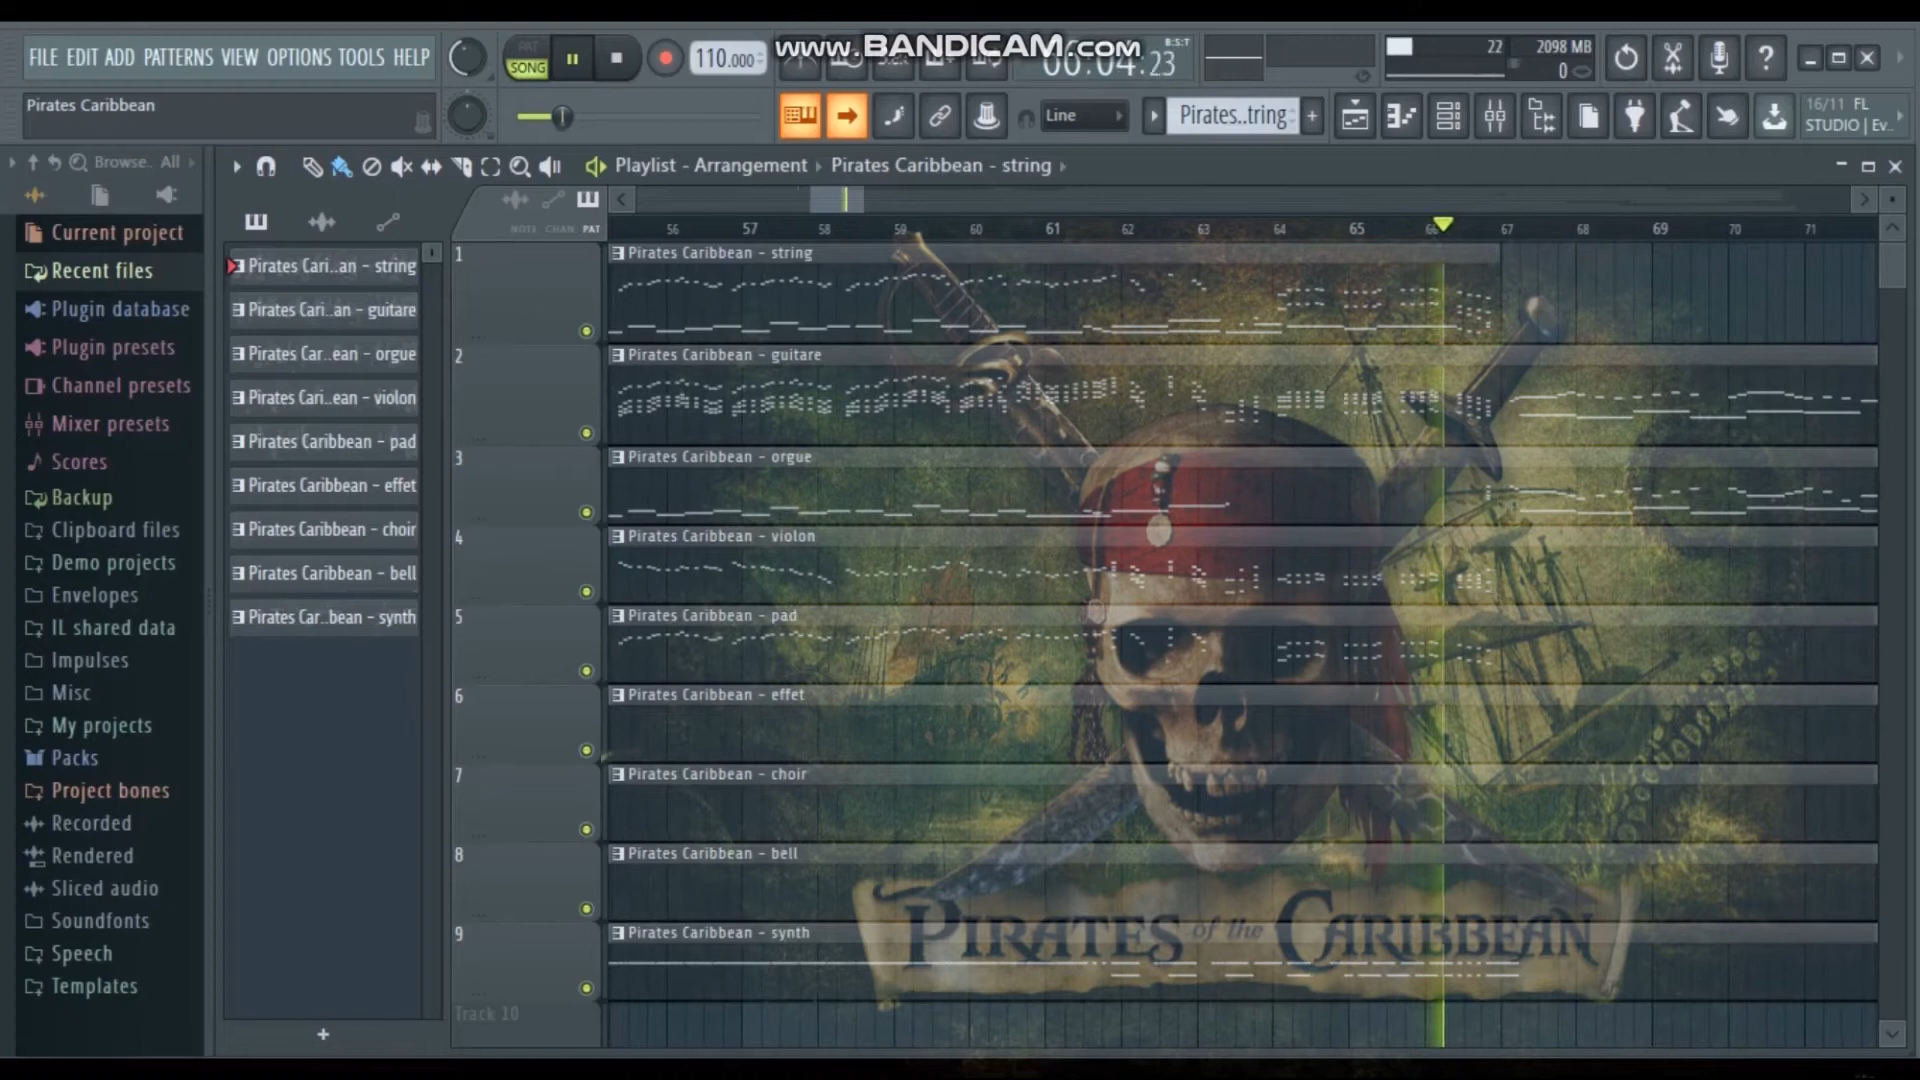 www.BANDICAM.com
FILE EDIT ADD PATTERNS VIEW OPTIONS TOOLS HELP
PAT
SONG
110.000
B:S:T
22
2098 MB
0
Pirates Caribbean
Line
Pirates..tring
+
16/11 FL
STUDIO | Ev..
Browse.. All
Playlist - Arrangement
Pirates Caribbean - string
NOTE CHAN PAT
56 57 58 59 60 61 62 63 64 65 66 67 68 69 70 71
Current project
Recent files
Plugin database
Plugin presets
Channel presets
Mixer presets
Scores
Backup
Clipboard files
Demo projects
Envelopes
IL shared data
Impulses
Misc
My projects
Packs
Project bones
Recorded
Rendered
Sliced audio
Soundfonts
Speech
Templates
Pirates Cari..an - string
Pirates Cari..an - guitare
Pirates Car..ean - orgue
Pirates Cari..ean - violon
Pirates Caribbean - pad
Pirates Caribbean - effet
Pirates Caribbean - choir
Pirates Caribbean - bell
Pirates Car..bean - synth
+
1
Pirates Caribbean - string
2
Pirates Caribbean - guitare
3
Pirates Caribbean - orgue
4
Pirates Caribbean - violon
5
Pirates Caribbean - pad
6
Pirates Caribbean - effet
7
Pirates Caribbean - choir
8
Pirates Caribbean - bell
9
Pirates Caribbean - synth
Track 10
PIRATES of the CARIBBEAN